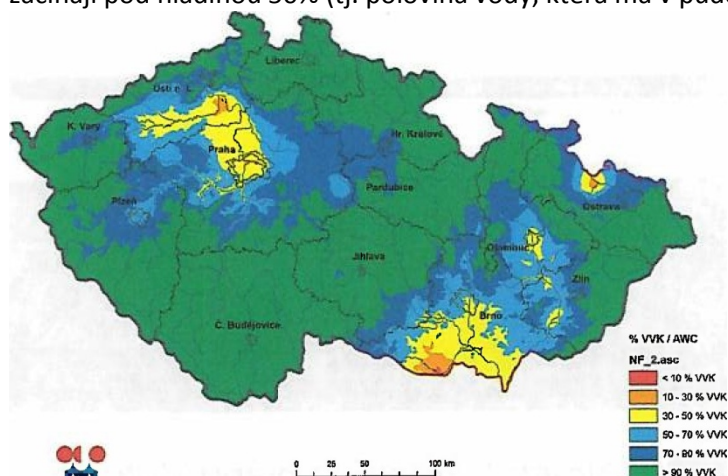 začínají pod hladinou 50% (tj. polovina vody, která má v půdě
Liberec
Ústí n. L.
K. Vary
Praha
Hr. Králové
Pardubice
Plzeň
Ostrava
Olomouc
Jihlava
Zlín
Brno
Č. Budějovice
% VVK / AWC
NF_2.asc
< 10 % VVK
10 - 30 % VVK
30 - 50 % VVK
50 - 70 % VVK
70 - 90 % VVK
> 90 % VVK
0 25 50 100 km